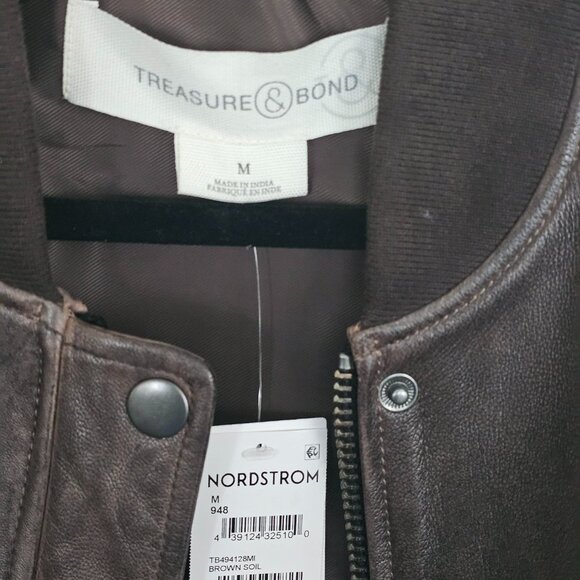 TREASURE & BOND
M
MADE IN INDIA
FABRIQUÉ EN INDE
NORDSTROM
M
948
4 39124 32510 0
TB494128MI
BROWN SOIL